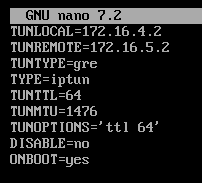 GNU nano 7.2
TUNLOCAL=172.16.4.2
TUNREMOTE=172.16.5.2
TUNTYPE=gre
TYPE=iptun
TUNTTL=64
TUNMTU=1476
TUNOPTIONS='ttl 64'
DISABLE=no
ONBOOT=yes